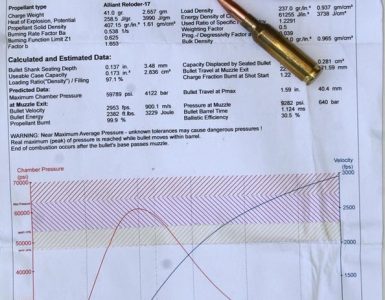 Propellant type Alliant Reloder-17
Charge Weight 41.0 gr 2.657 gm Load Density 237.0 gr/in³ 0.937 gm/cm³
Heat of Explosion, Potential 258.5 J/gr 3990 J/gm Energy Density of 61255 J/in³ 3738 J/cm³
Propellant Solid Density 407.15 gr/in³ 1.61 gm/cm³ Used Ratio of Specific 1.2291
Burning Rate Factor Ba 0.538 1/s Weighting Factor 0.5
Burning Function Limit Z1 0.625 Prog.-/Degressivity Factor
Factor b 1.653 Bulk Density 0.965 gm/cm³
Calculated and Estimated Data:
Bullet Shank Seating Depth 0.137 in. 3.48 mm Capacity Displaced by Seated Bullet 0.281 cm³
Useable Case Capacity 0.173 in.³ 2.836 cm³ Bullet Travel at Muzzle Exit 521.59 mm
Loading Ratio("Density")/Filling 97.1 % Charge Fraction Burnt at Shot Start 1.22
Predicted Data:
Maximum Chamber Pressure 59789 psi 4122 bar Bullet Travel at Pmax 1.59 in. 40.4 mm
at Muzzle Exit:
Bullet Velocity 2953 fps 900.1 m/s Pressure at Muzzle 9282 psi 640 bar
Bullet Energy 2382 ft.lbs 3229 Joule Bullet Barrel Time 1.124 ms
Propellant Burnt 99.9 % Ballistic Efficiency 30.5 %
WARNING: Near Maximum Average Pressure - unknown tolerances may cause dangerous pressures !
Real maximum (peak) of pressure is reached while bullet moves within barrel.
End of combustion occurs after the bullet's base passes muzzle.
Chamber Pressure Velocity
(psi) (fps)
70000 3000
60000 2500
50000
40000 2000
30000 1500